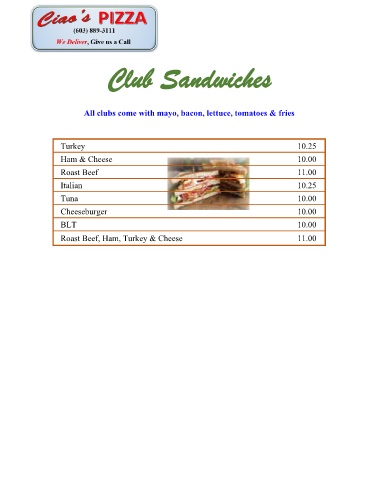 Ciao's PIZZA
(603) 889-3111
We Deliver, Give us a Call
Club Sandwiches
All clubs come with mayo, bacon, lettuce, tomatoes & fries
Turkey 10.25
Ham & Cheese 10.00
Roast Beef 11.00
Italian 10.25
Tuna 10.00
Cheeseburger 10.00
BLT 10.00
Roast Beef, Ham, Turkey & Cheese 11.00